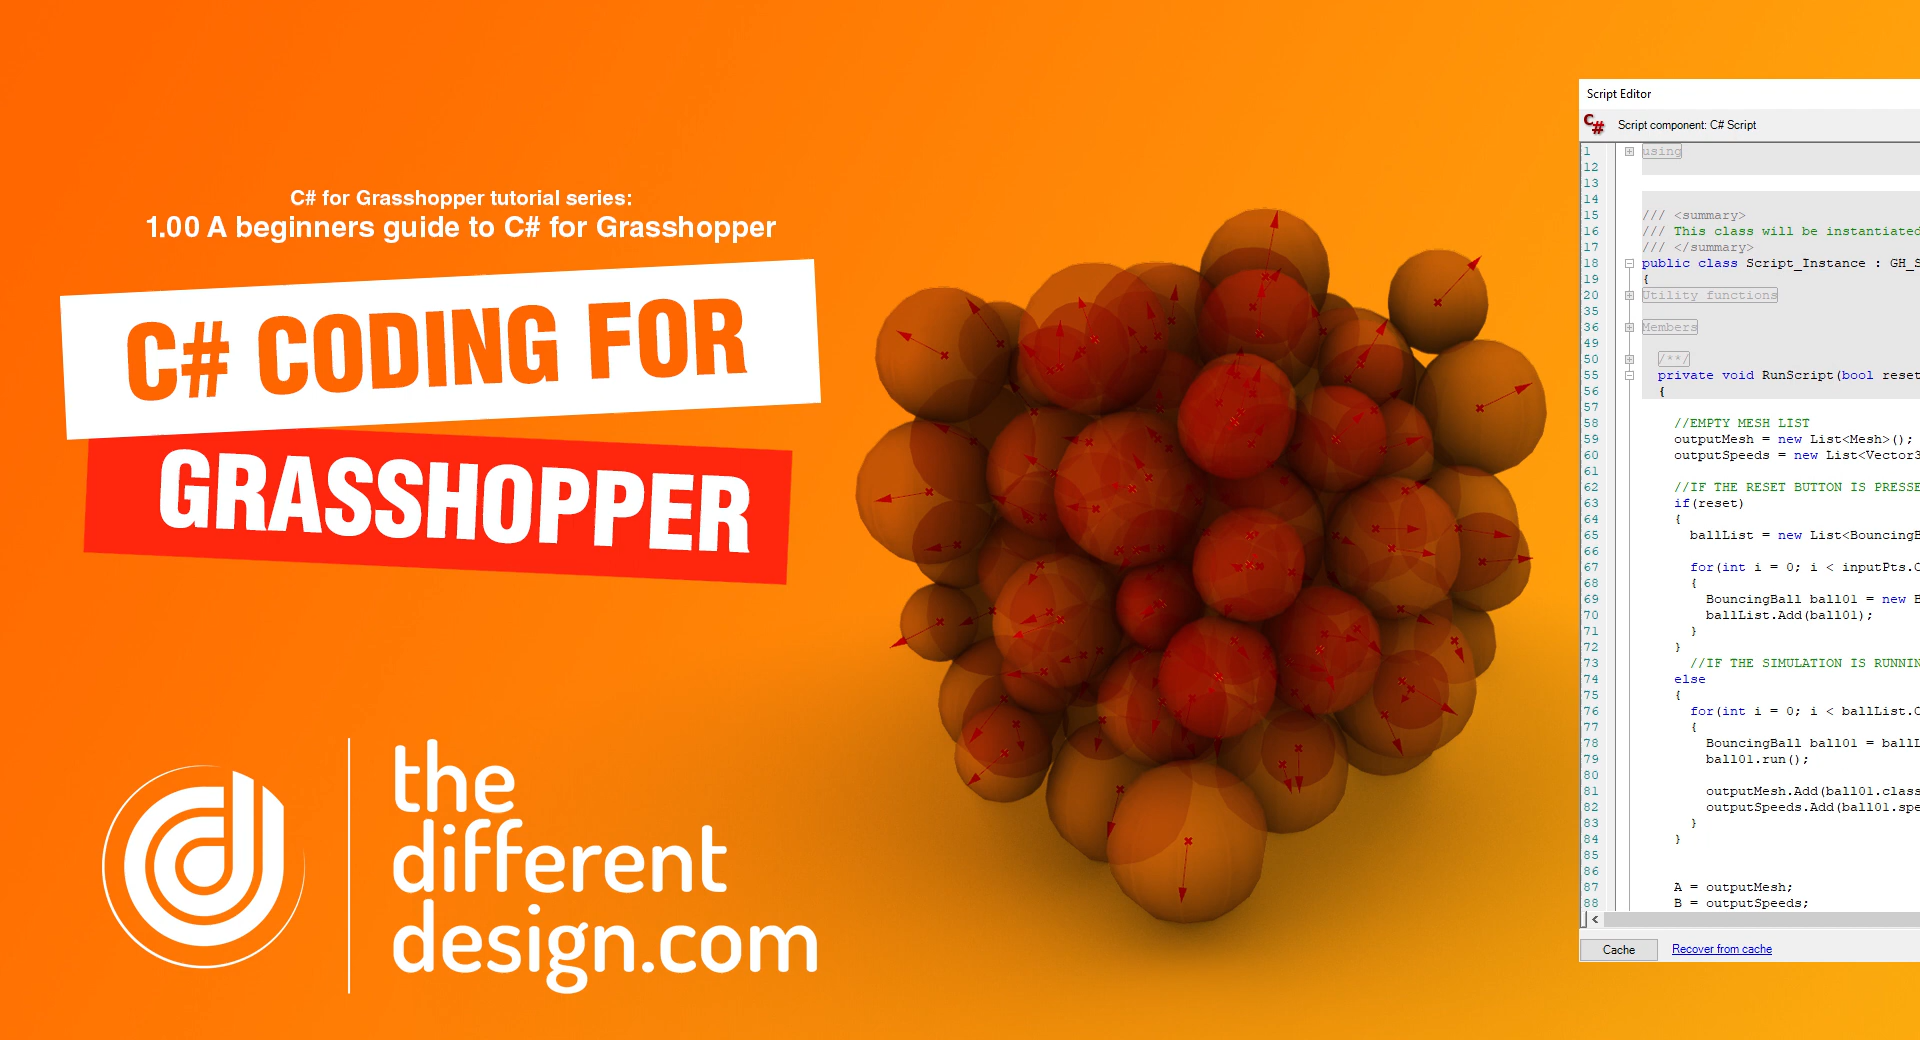 C# for Grasshopper tutorial series:
1.00 A beginners guide to C# for Grasshopper
C# CODING FOR
GRASSHOPPER
the
different
design.com
Script Editor
C# Script component: C# Script
1 using
12
13
14
15 /// <summary>
16 /// This class will be instantiated
17 /// </summary>
18 public class Script_Instance : GH_S
19 {
20 Utility functions
35
36 Members
49
50 /**/
55 private void RunScript(bool reset
56 {
57
58 //EMPTY MESH LIST
59 outputMesh = new List<Mesh>();
60 outputSpeeds = new List<Vector3
61
62 //IF THE RESET BUTTON IS PRESSE
63 if(reset)
64 {
65 ballList = new List<BouncingB
66
67 for(int i = 0; i < inputPts.C
68 {
69 BouncingBall ball01 = new B
70 ballList.Add(ball01);
71 }
72 }
73 //IF THE SIMULATION IS RUNNIN
74 else
75 {
76 for(int i = 0; i < ballList.C
77 {
78 BouncingBall ball01 = ballL
79 ball01.run();
80
81 outputMesh.Add(ball01.class
82 outputSpeeds.Add(ball01.spe
83 }
84 }
85
86
87 A = outputMesh;
88 B = outputSpeeds;
Cache Recover from cache